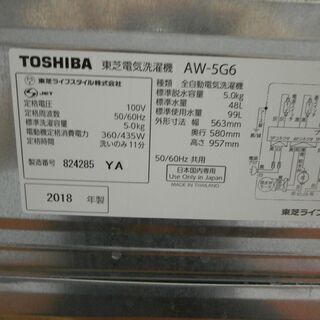 TOSHIBA 東芝電気洗濯機 AW-5G6
東芝ライフスタイル株式会社
JET
定格電圧 100V
定格周波数 50/60Hz
標準洗濯容量 5.0kg
電動機定格消費電力 360/435W
定格時間 洗いのみ 11分
製造番号 824285 YA
2018 年製
種類 全自動電気洗濯機
標準脱水容量 5.0kg
標準水量 48L
標準使用水量 99L
外形寸法 幅 563mm
奥行 580mm
高さ 957mm
50/60Hz 共用
日本国内専用
Use Only in Japan
MADE IN THAILAND
東芝ライフ